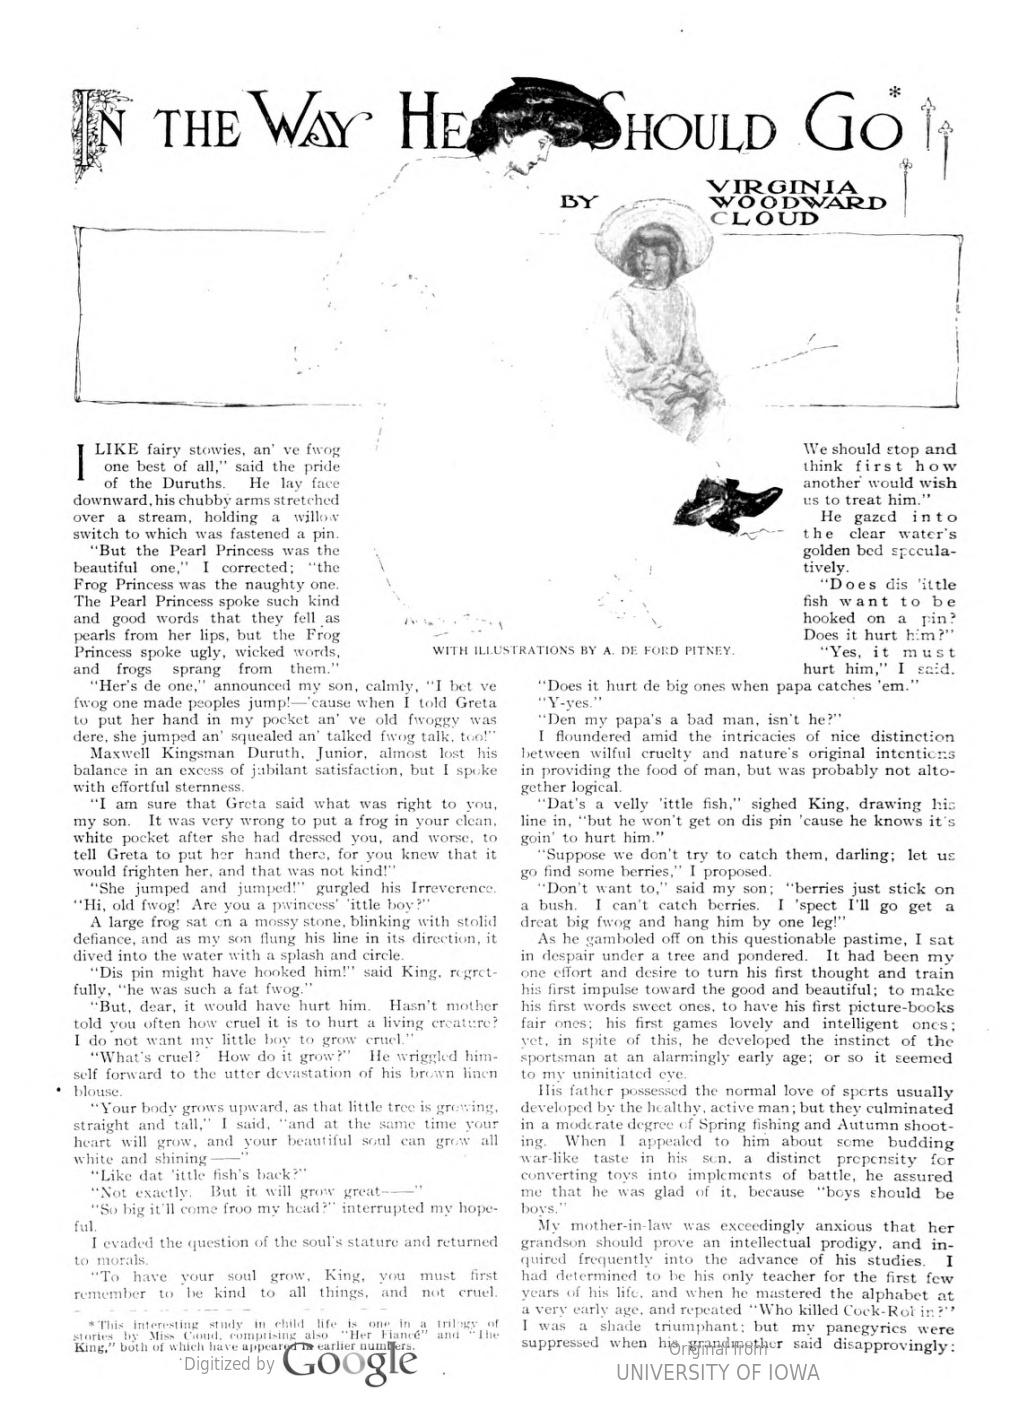 IN THE WAY HE SHOULD GO*
BY VIRGINIA
WOODWARD
CLOUD
I LIKE fairy stowies, an' ve fwog
one best of all," said the pride
of the Duruths. He lay face
downward, his chubby arms stretched
over a stream, holding a willow
switch to which was fastened a pin.
"But the Pearl Princess was the
beautiful one," I corrected; "the
Frog Princess was the naughty one.
The Pearl Princess spoke such kind
and good words that they fell as
pearls from her lips, but the Frog
Princess spoke ugly, wicked words,
and frogs sprang from them."
"Her's de one," announced my son, calmly, "I bet ve
fwog one made peoples jump!—'cause when I told Greta
to put her hand in my pocket an' ve old fwoggy was
dere, she jumped an' squealed an' talked fwog talk, too!"
Maxwell Kingsman Duruth, Junior, almost lost his
balance in an excess of jubilant satisfaction, but I spoke
with effortful sternness.
"I am sure that Greta said what was right to you,
my son. It was very wrong to put a frog in your clean,
white pocket after she had dressed you, and worse, to
tell Greta to put her hand there, for you knew that it
would frighten her, and that was not kind!"
"She jumped and jumped!" gurgled his Irreverence.
"Hi, old fwog! Are you a pwincess' 'ittle boy?"
A large frog sat on a mossy stone, blinking with stolid
defiance, and as my son flung his line in its direction, it
dived into the water with a splash and circle.
"Dis pin might have hooked him!" said King, regret-
fully, "he was such a fat fwog."
"But, dear, it would have hurt him. Hasn't mother
told you often how cruel it is to hurt a living creature?
I do not want my little boy to grow cruel."
"What's cruel? How do it grow?" He wriggled him-
self forward to the utter devastation of his brown linen
blouse.
"Your body grows upward, as that little tree is growing,
straight and tall," I said, "and at the same time your
heart will grow, and your beautiful soul can grow all
white and shining——"
"Like dat 'ittle fish's back?"
"Not exactly. But it will grow great——"
"So big it'll come froo my head?" interrupted my hope-
ful.
I evaded the question of the soul's stature and returned
to morals.
"To have your soul grow, King, you must first
remember to be kind to all things, and not cruel.
*This interesting study in child life is one in a trilogy of
stories by Miss Cloud, comprising also "Her Fiancé" and "The
King," both of which have appeared in earlier numbers.
WITH ILLUSTRATIONS BY A. DE FORD PITNEY.
We should stop and
think first how
another would wish
us to treat him."
He gazed into
the clear water's
golden bed specula-
tively.
"Does dis 'ittle
fish want to be
hooked on a pin?
Does it hurt him?"
"Yes, it must
hurt him," I said.
"Does it hurt de big ones when papa catches 'em."
"Y-yes."
"Den my papa's a bad man, isn't he?"
I floundered amid the intricacies of nice distinction
between wilful cruelty and nature's original intentions
in providing the food of man, but was probably not alto-
gether logical.
"Dat's a velly 'ittle fish," sighed King, drawing his
line in, "but he won't get on dis pin 'cause he knows it's
goin' to hurt him."
"Suppose we don't try to catch them, darling; let us
go find some berries," I proposed.
"Don't want to," said my son; "berries just stick on
a bush. I can't catch berries. I 'spect I'll go get a
dreat big fwog and hang him by one leg!"
As he gamboled off on this questionable pastime, I sat
in despair under a tree and pondered. It had been my
one effort and desire to turn his first thought and train
his first impulse toward the good and beautiful; to make
his first words sweet ones, to have his first picture-books
fair ones; his first games lovely and intelligent ones;
yet, in spite of this, he developed the instinct of the
sportsman at an alarmingly early age; or so it seemed
to my uninitiated eye.
His father possessed the normal love of sports usually
developed by the healthy, active man; but they culminated
in a moderate degree of Spring fishing and Autumn shoot-
ing. When I appealed to him about some budding
war-like taste in his son, a distinct propensity for
converting toys into implements of battle, he assured
me that he was glad of it, because "boys should be
boys."
My mother-in-law was exceedingly anxious that her
grandson should prove an intellectual prodigy, and in-
quired frequently into the advance of his studies. I
had determined to be his only teacher for the first few
years of his life, and when he mastered the alphabet at
a very early age, and repeated "Who killed Cock-Robin?"
I was a shade triumphant; but my panegyrics were
suppressed when his grandmother said disapprovingly:
Digitized by Google
Original from
UNIVERSITY OF IOWA